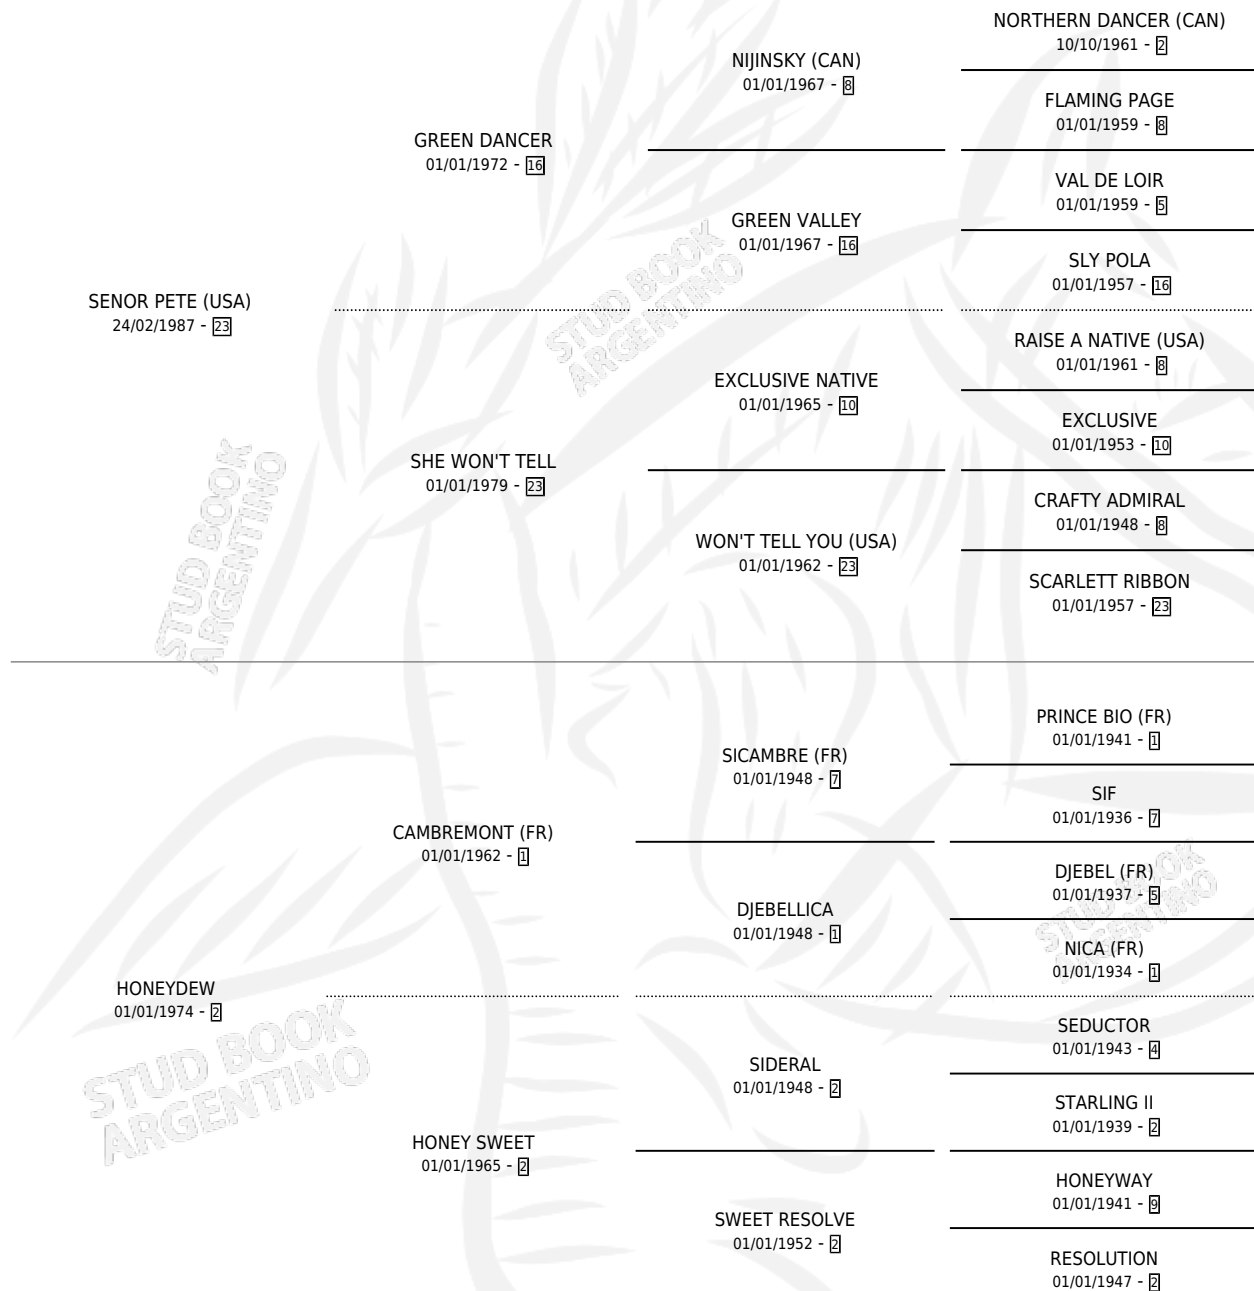 NORTHERN DANCER (CAN)
10/10/1961 - 2
NIJINSKY (CAN)
01/01/1967 - 8
FLAMING PAGE
01/01/1959 - 8
GREEN DANCER
01/01/1972 - 16
VAL DE LOIR
01/01/1959 - 5
GREEN VALLEY
01/01/1967 - 16
SLY POLA
01/01/1957 - 16
SENOR PETE (USA)
24/02/1987 - 23
RAISE A NATIVE (USA)
01/01/1961 - 8
EXCLUSIVE NATIVE
01/01/1965 - 10
EXCLUSIVE
01/01/1953 - 10
SHE WON'T TELL
01/01/1979 - 23
CRAFTY ADMIRAL
01/01/1948 - 8
WON'T TELL YOU (USA)
01/01/1962 - 23
SCARLETT RIBBON
01/01/1957 - 23
STUD BOOK
ARGENTINO
STUD BOOK
ARGENTINO
PRINCE BIO (FR)
01/01/1941 - 1
SICAMBRE (FR)
01/01/1948 - 7
SIF
01/01/1936 - 7
CAMBREMONT (FR)
01/01/1962 - 1
DJEBEL (FR)
01/01/1937 - 5
DJEBELLICA
01/01/1948 - 1
NICA (FR)
01/01/1934 - 1
HONEYDEW
01/01/1974 - 2
SEDUCTOR
01/01/1943 - 4
SIDERAL
01/01/1948 - 2
STARLING II
01/01/1939 - 2
HONEY SWEET
01/01/1965 - 2
HONEYWAY
01/01/1941 - 9
SWEET RESOLVE
01/01/1952 - 2
RESOLUTION
01/01/1947 - 2
STUD BOOK
ARGENTINO
STUD BOOK
ARGENTINO